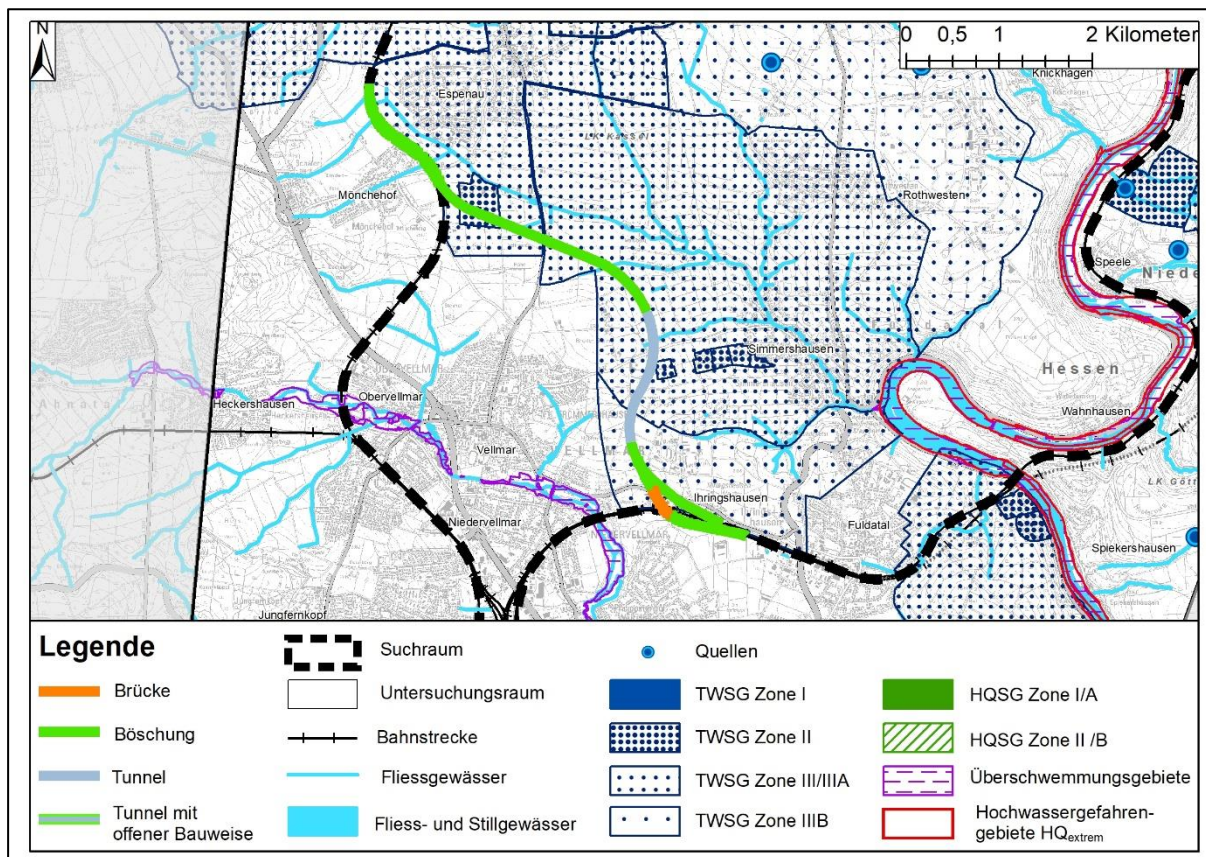 N
0 0,5 1 2 Kilometer
Knickhagen
Espenau
LK Kassel
Mönchehof
Rothwesten
Speele
Niede
Simmershausen
Hessen
Wahnhausen
Heckershausen
Obervellmar
Vellmar
Ihringshausen
LK Gött
Niedervellmar
Fuldatal
Spiekershausen
Jungfernkopf
Legende
Brücke
Böschung
Tunnel
Tunnel mit
offener Bauweise
Suchraum
Untersuchungsraum
Bahnstrecke
Fliessgewässer
Fliess- und Stillgewässer
Quellen
TWSG Zone I
TWSG Zone II
TWSG Zone III/IIIA
TWSG Zone IIIB
HQSG Zone I/A
HQSG Zone II /B
Überschwemmungsgebiete
Hochwassergefahren-
gebiete HQextrem